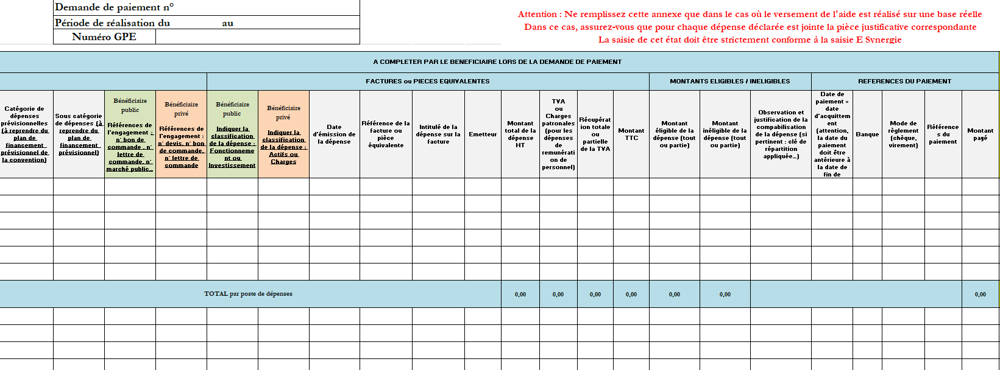 Demande de paiement n°
Période de réalisation du au
Numéro GPE
Attention : Ne remplissez cette annexe que dans le cas où le versement de l'aide est réalisé sur une base réelle
Dans ce cas, assurez-vous que pour chaque dépense déclarée est jointe la pièce justificative correspondante
La saisie de cet état doit être strictement conforme à la saisie E Synergie
A COMPLETER PAR LE BENEFICIAIRE LORS DE LA DEMANDE DE PAIEMENT
FACTURES ou PIECES EQUIVALENTES
MONTANTS ELIGIBLES / INELIGIBLES
REFERENCES DU PAIEMENT
Catégorie de
dépenses
prévisionnelles
(à reprendre du
plan de
financement
prévisionnel de
la convention)
Sous catégorie
de dépenses (à
reprendre du
plan de
financement
prévisionnel)
Bénéficiaire
public
Références de
l'engagement :
n° bon de
commande , n°
lettre de
commande, n°
marché public…
Bénéficiaire
privé
Références de
l'engagement :
n° devis, n° bon
de commande,
n° lettre de
commande
Bénéficiaire
public
Indiquer la
classification
de la dépense :
Fonctionneme
nt ou
Investissement
Bénéficiaire
privé
Indiquer la
classification
de la dépense :
Actifs ou
Charges
Date
d'émission de
la dépense
Référence de la
facture ou
pièce
équivalente
Intitulé de la
dépense sur la
facture
Emetteur
Montant
total de la
dépense
HT
TVA
ou
Charges
patronales
(pour les
dépenses
de
remunérati
on de
personnel)
Récupérat
ion totale
ou
partielle
de la TVA
Montant
TTC
Montant
éligible de la
dépense (tout
ou partie)
Montant
inéligible de la
dépense (tout
ou partie)
Observation et
justification de la
compabilisation
de la dépense (si
pertinent : clé de
répartition
appliquée…)
Date de
paiement =
date
d'acquittem
ent
(attention,
la date du
paiement
doit être
antérieure à
la date de
fin de
Banque
Mode de
règlement
(chèque,
virement)
Référence
s du
paiement
Montant
payé
TOTAL par poste de dépenses 0,00 0,00 0,00 0,00 0,00 0,00 0,00